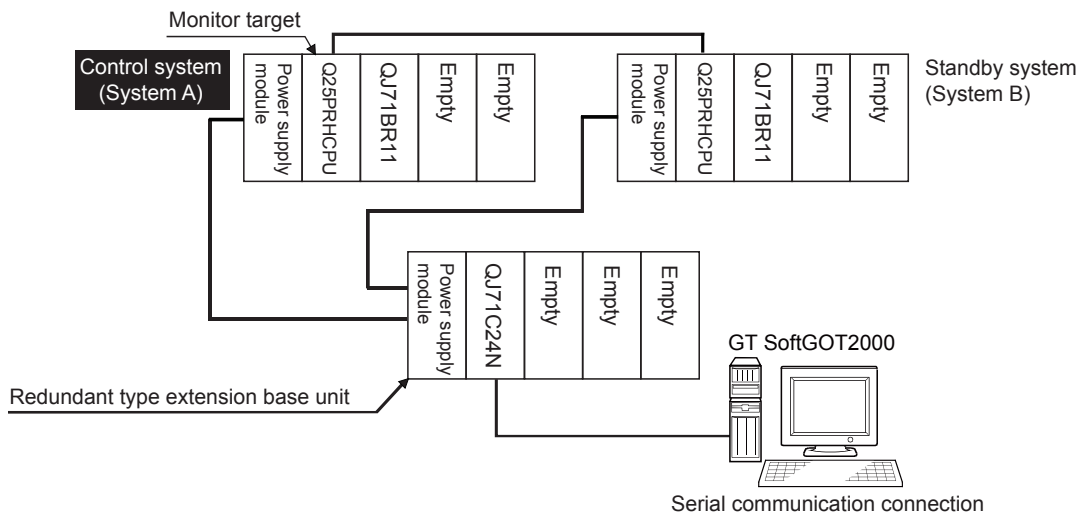 Monitor target
Control system
(System A)
Power supply
module
Q25PRHCPU
QJ71BR11
Empty
Empty
Power supply
module
Q25PRHCPU
QJ71BR11
Empty
Empty
Standby system
(System B)
Power supply
module
QJ71C24N
Empty
Empty
Empty
GT SoftGOT2000
Redundant type extension base unit
Serial communication connection